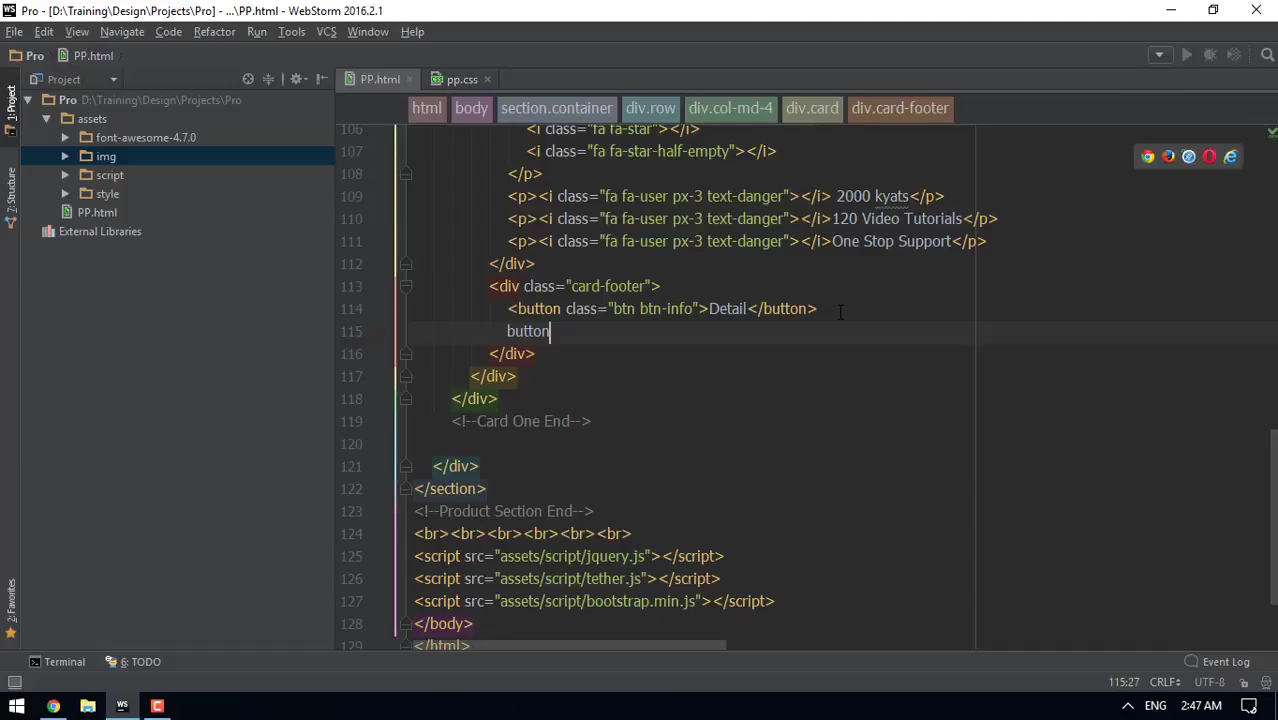 Pro - [D:\Training\Design\Projects\Pro] - ...\PP.html - WebStorm 2016.2.1
File Edit View Navigate Code Refactor Run Tools VCS Window Help
Pro PP.html
Project
PP.html pp.css
1: Project
7: Structure
2: Favorites
Pro D:\Training\Design\Projects\Pro
assets
font-awesome-4.7.0
img
script
style
PP.html
External Libraries
html body section.container div.row div.col-md-4 div.card div.card-footer
106 <i class="fa fa-star"></i>
107 <i class="fa fa-star-half-empty"></i>
108 </p>
109 <p><i class="fa fa-user px-3 text-danger"></i> 2000 kyats</p>
110 <p><i class="fa fa-user px-3 text-danger"></i>120 Video Tutorials</p>
111 <p><i class="fa fa-user px-3 text-danger"></i>One Stop Support</p>
112 </div>
113 <div class="card-footer">
114 <button class="btn btn-info">Detail</button>
115 button
116 </div>
117 </div>
118 </div>
119 <!--Card One End-->
120
121 </div>
122 </section>
123 <!--Product Section End-->
124 <br><br><br><br><br><br>
125 <script src="assets/script/jquery.js"></script>
126 <script src="assets/script/tether.js"></script>
127 <script src="assets/script/bootstrap.min.js"></script>
128 </body>
129 </html>
Terminal 6: TODO Event Log
115:27 CRLF UTF-8
WS C ENG 2:47 AM